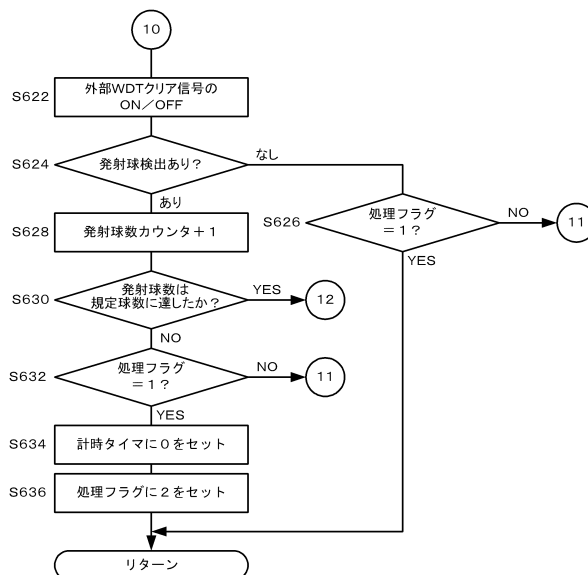 10
S622
外部WDTクリア信号の
ON／OFF
S624
発射球検出あり？
なし
あり
S626
処理フラグ
＝１？
NO
11
YES
S628
発射球数カウンタ＋１
S630
発射球数は
規定球数に達したか？
YES
12
NO
S632
処理フラグ
＝１？
NO
11
YES
S634
計時タイマに０をセット
S636
処理フラグに２をセット
リターン